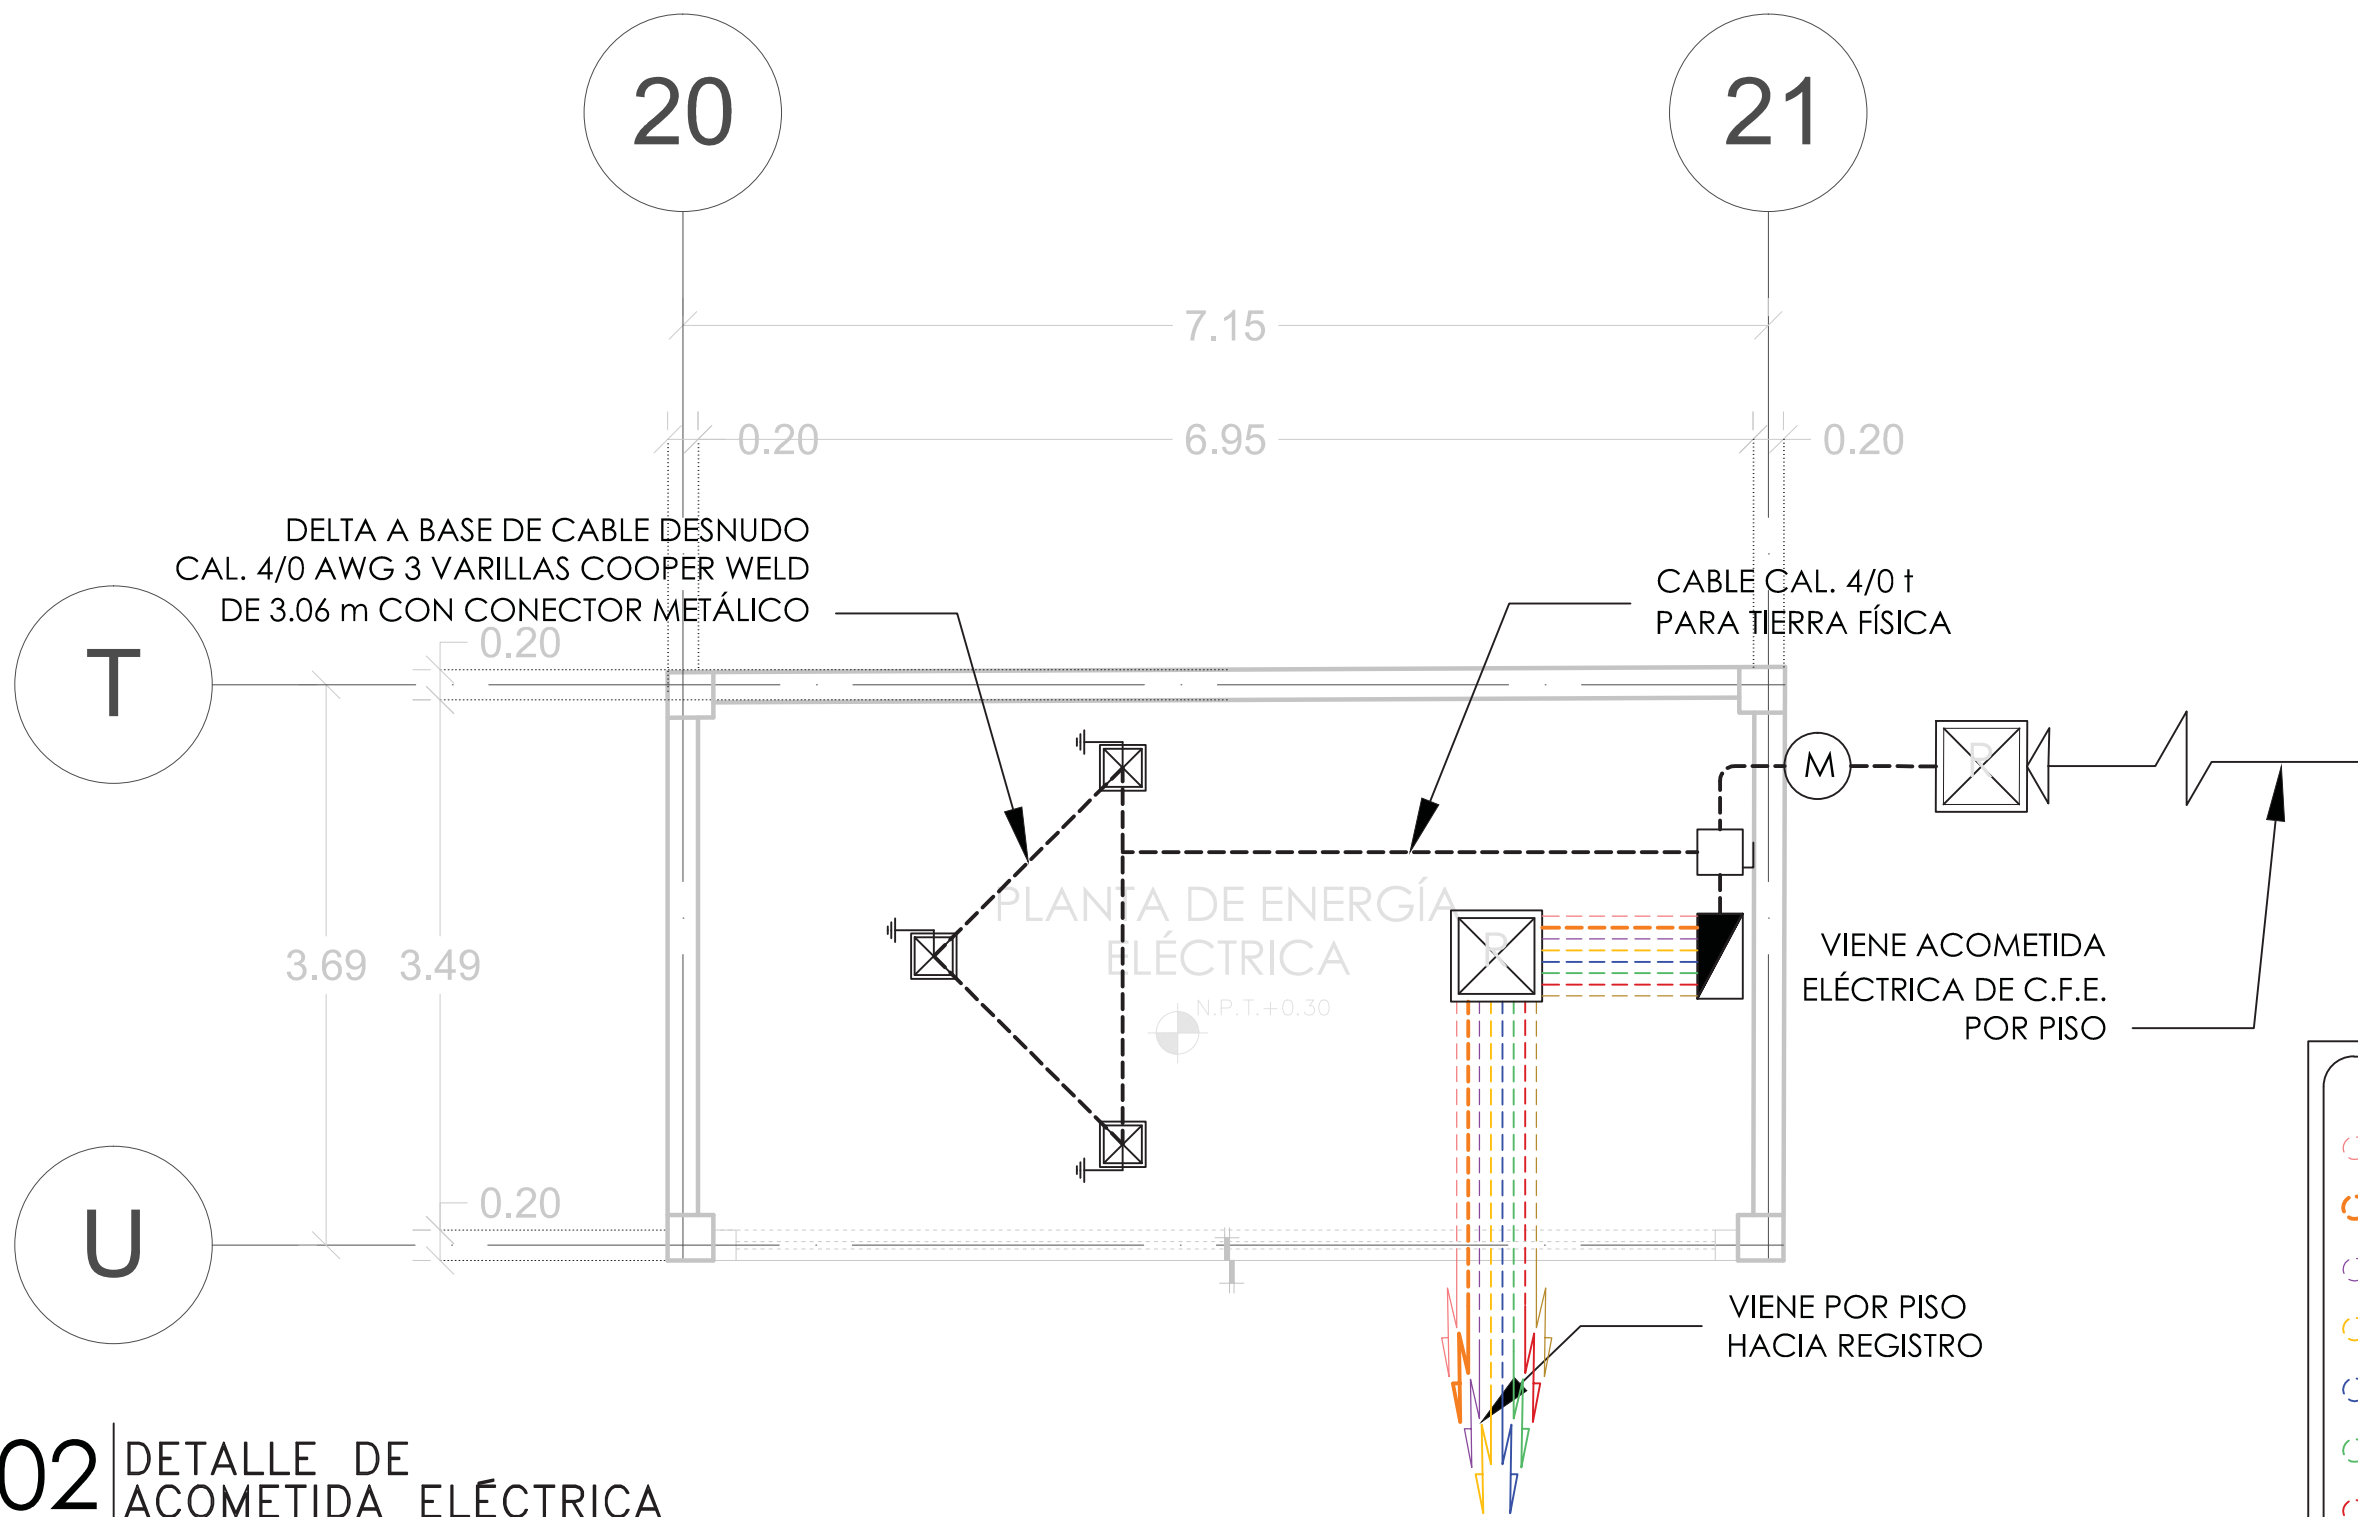 20
21
7.15
0.20
6.95
0.20
DELTA A BASE DE CABLE DESNUDO
CAL. 4/0 AWG 3 VARILLAS COOPER WELD
DE 3.06 m CON CONECTOR METÁLICO
CABLE CAL. 4/0 t
PARA TIERRA FÍSICA
T
0.20
M
R
PLANTA DE ENERGÍA
ELÉCTRICA
N.P.T.+0.30
R
3.69
3.49
VIENE ACOMETIDA
ELÉCTRICA DE C.F.E.
POR PISO
U
0.20
VIENE POR PISO
HACIA REGISTRO
02
DETALLE DE
ACOMETIDA ELÉCTRICA